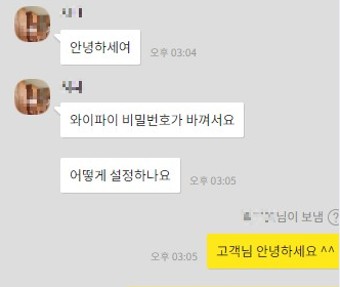 안녕하세여
오후 03:04
와이파이 비밀번호가 바껴서요
어떻게 설정하나요
오후 03:05
님이 보냄 ?
오후 03:05
고객님 안녕하세요 ^^